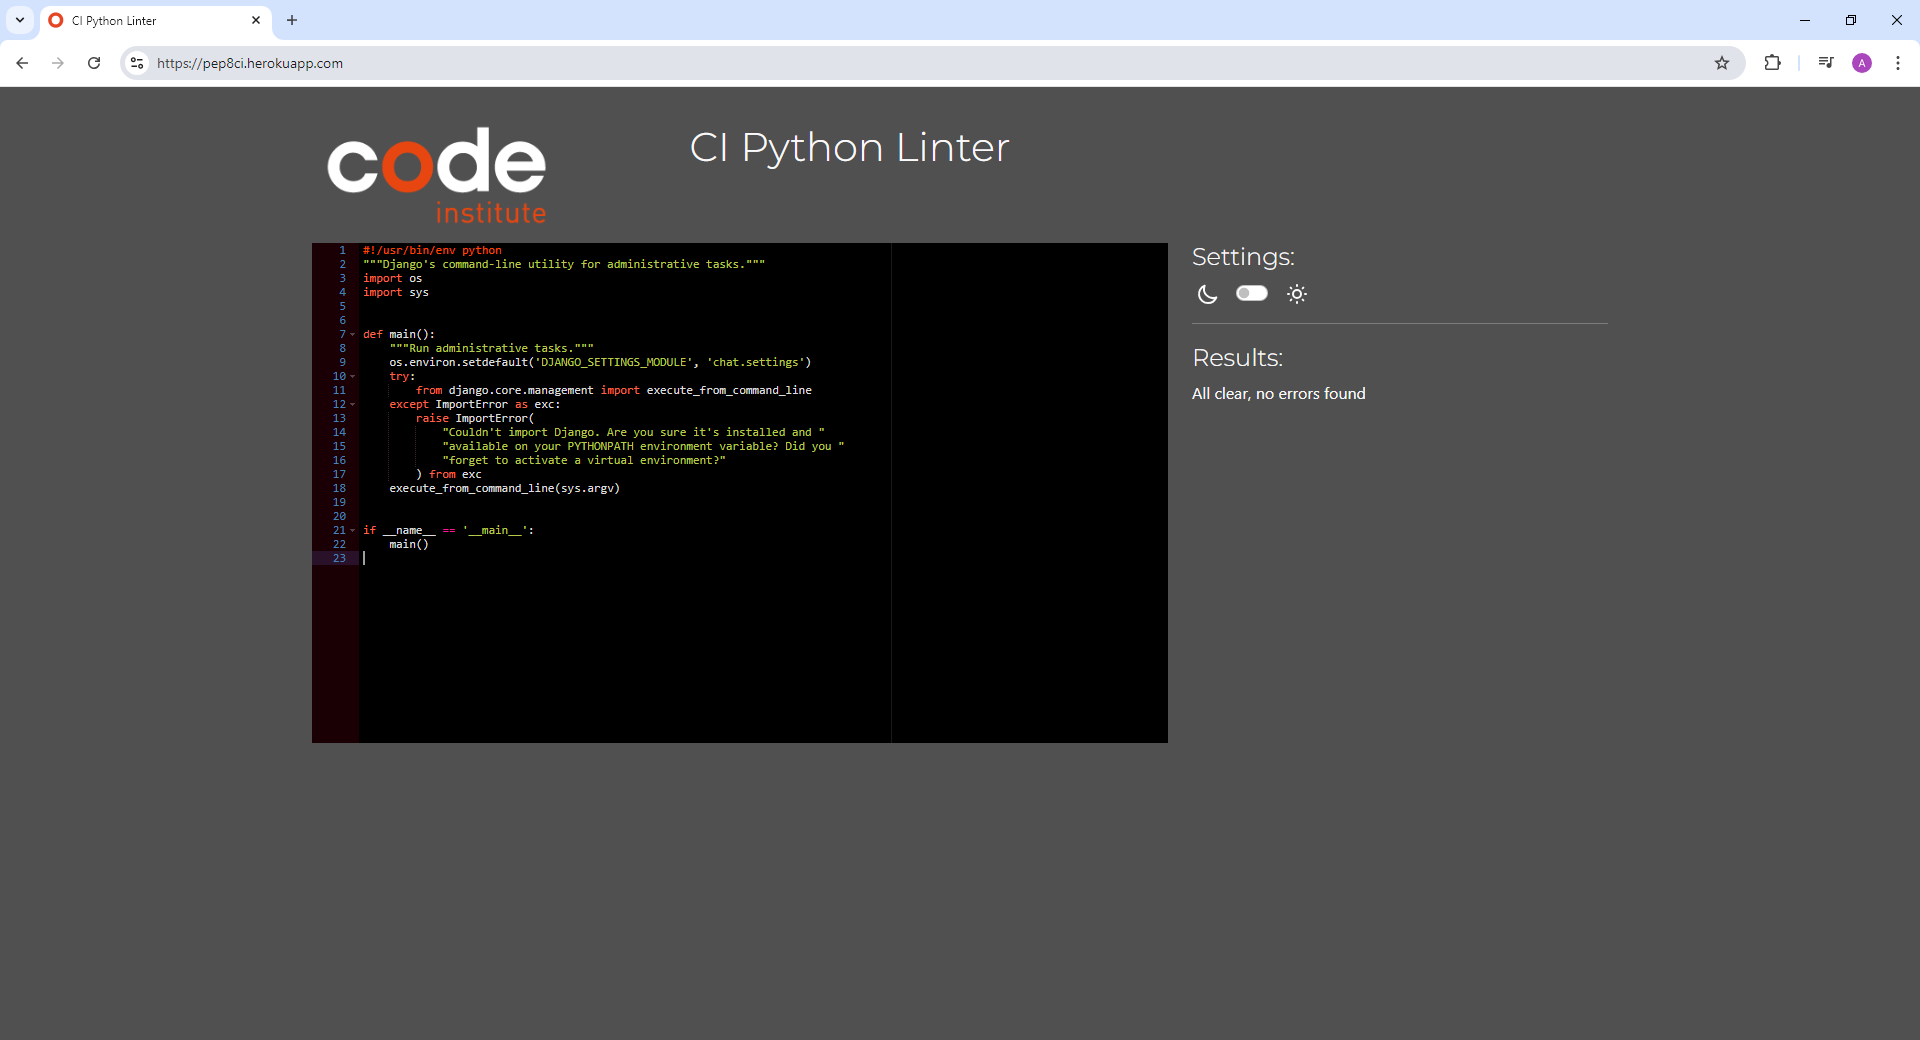 CI Python Linter
https://pep8ci.herokuapp.com
A
code
institute
CI Python Linter
1 #!/usr/bin/env python
2 """Django's command-line utility for administrative tasks."""
3 import os
4 import sys
5
6
7 def main():
8     """Run administrative tasks."""
9     os.environ.setdefault('DJANGO_SETTINGS_MODULE', 'chat.settings')
10     try:
11         from django.core.management import execute_from_command_line
12     except ImportError as exc:
13         raise ImportError(
14             "Couldn't import Django. Are you sure it's installed and "
15             "available on your PYTHONPATH environment variable? Did you "
16             "forget to activate a virtual environment?"
17         ) from exc
18     execute_from_command_line(sys.argv)
19
20
21 if __name__ == '__main__':
22     main()
23
Settings:
Results:
All clear, no errors found